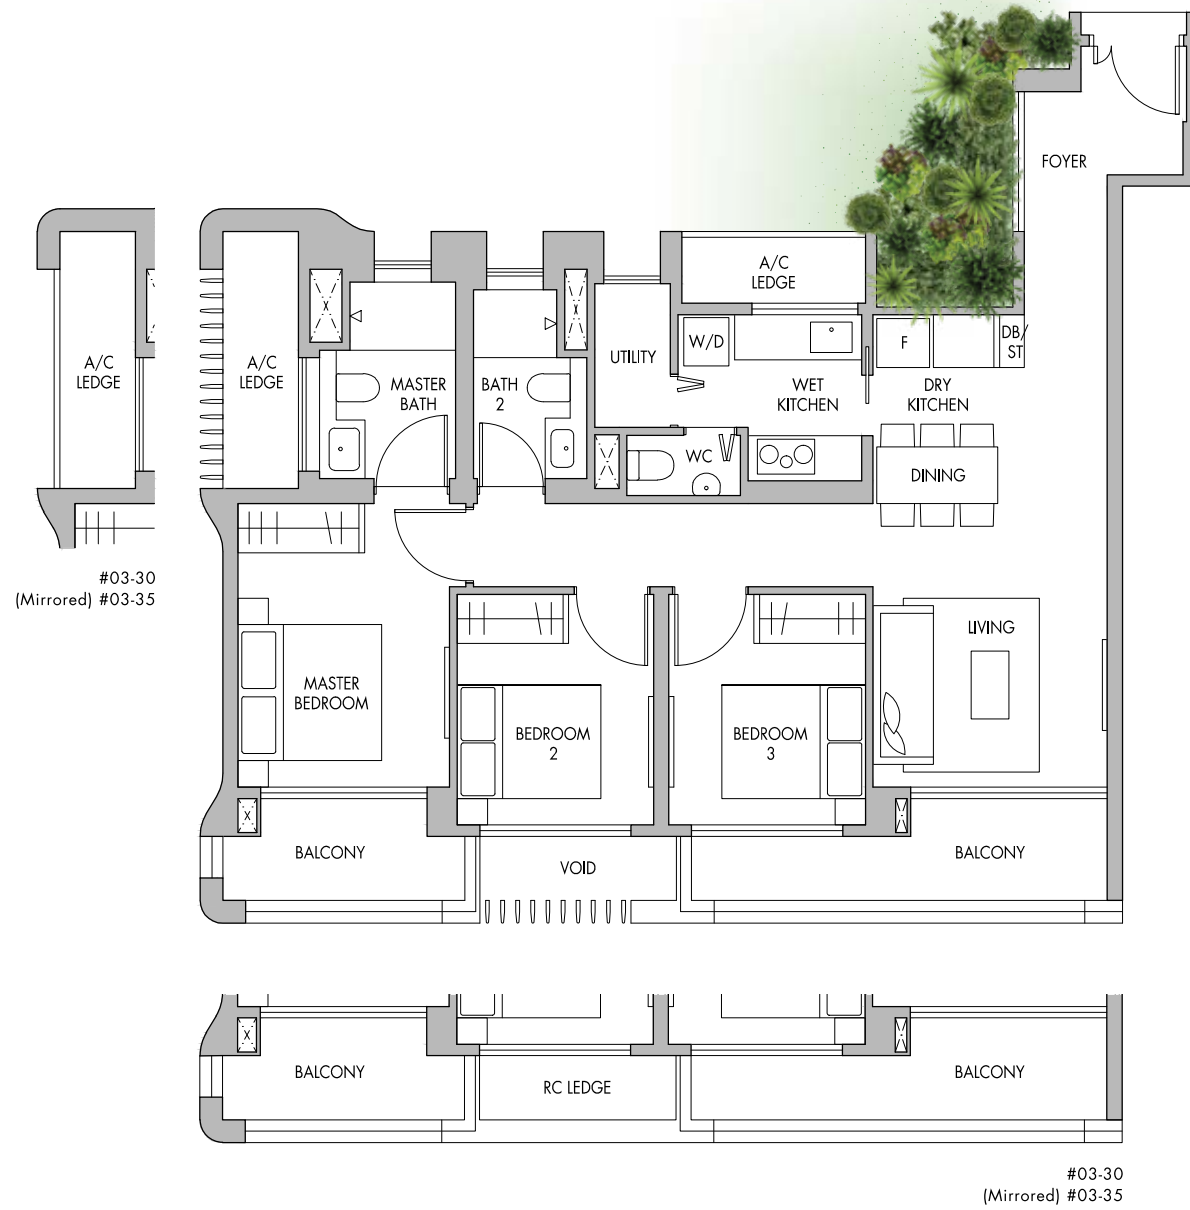 FOYER
A/C
LEDGE
A/C
LEDGE
A/C
LEDGE
W/D
F
DB/
ST
UTILITY
MASTER
BATH
BATH
2
WET
KITCHEN
DRY
KITCHEN
WC
DINING
#03-30
(Mirrored) #03-35
LIVING
MASTER
BEDROOM
BEDROOM
2
BEDROOM
3
BALCONY
VOID
BALCONY
BALCONY
RC LEDGE
BALCONY
#03-30
(Mirrored) #03-35